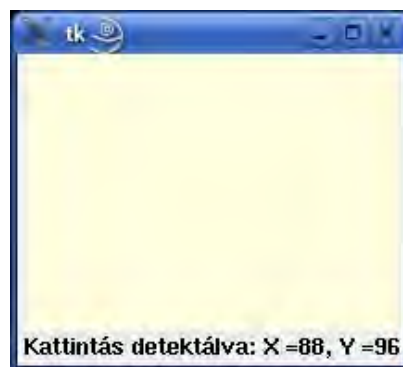 tk
Kattintás detektálva: X =88, Y =96